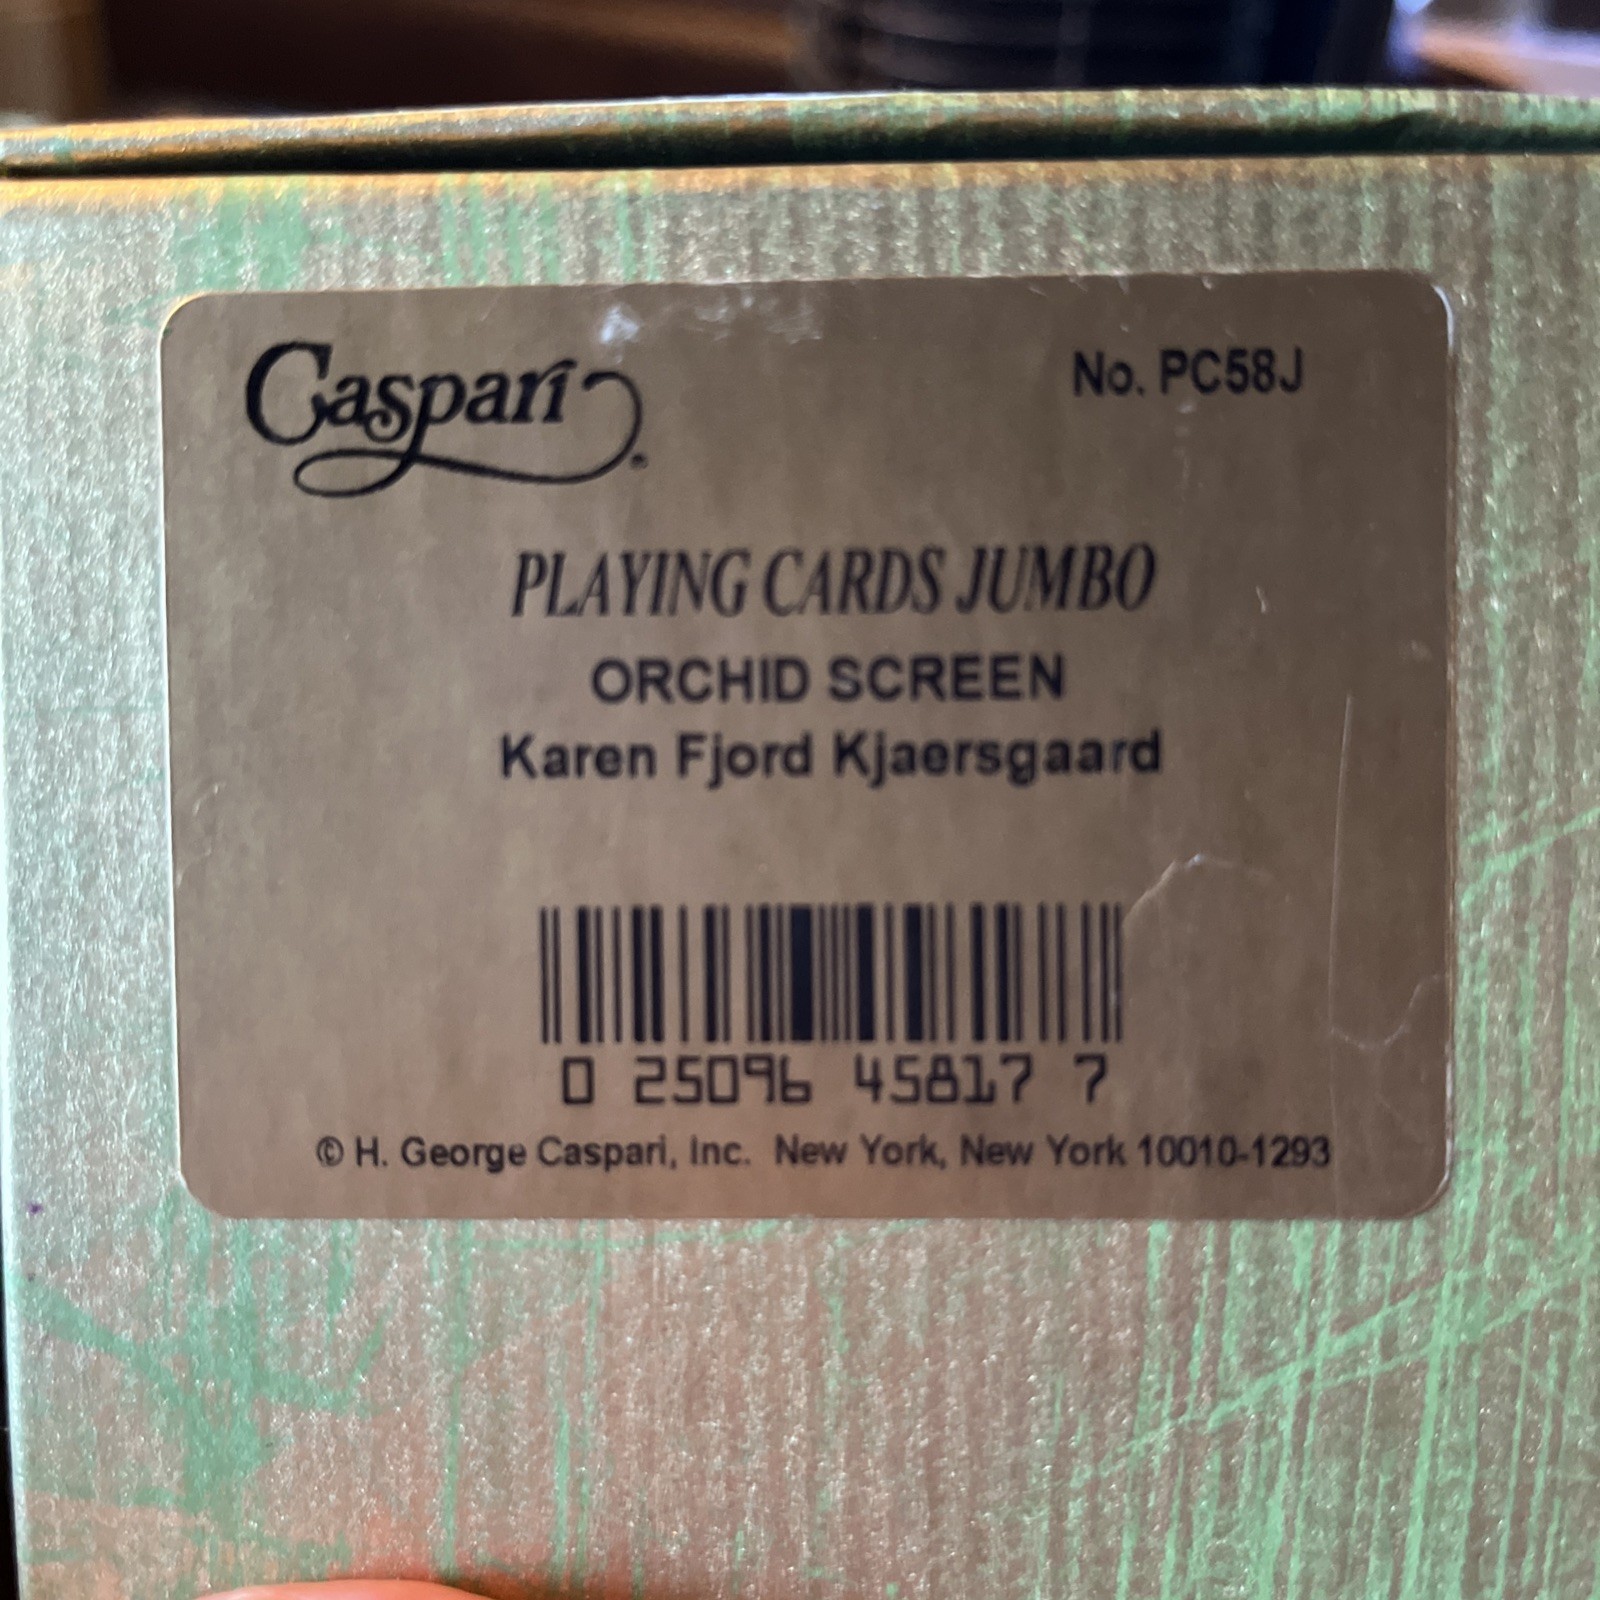 Caspari®
No. PC58J
PLAYING CARDS JUMBO
ORCHID SCREEN
Karen Fjord Kjaersgaard
0 25096 45817 7
© H. George Caspari, Inc. New York, New York 10010-1293